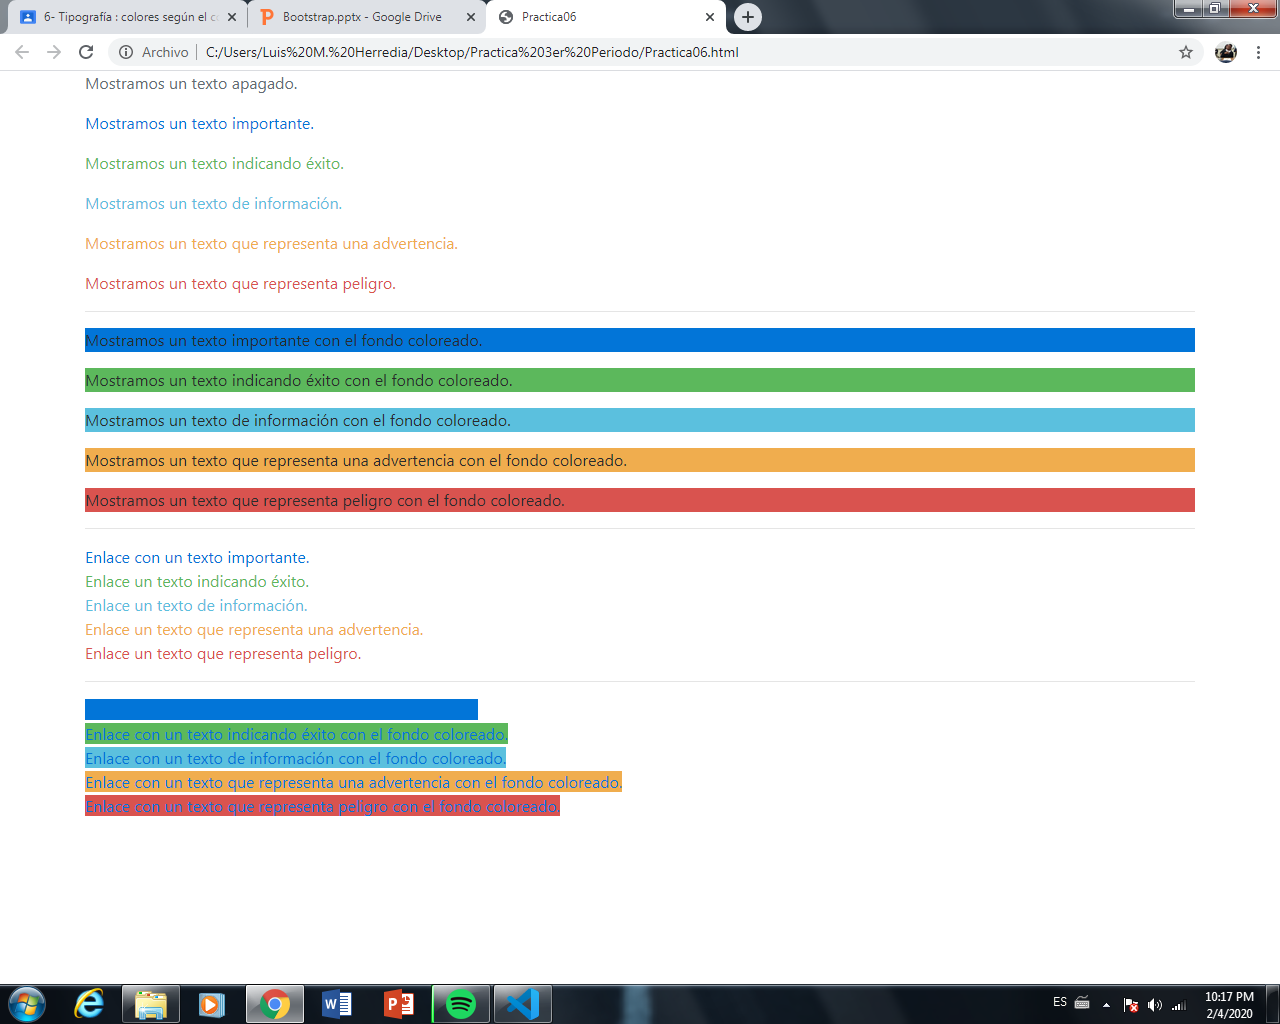 6- Tipografía : colores según el c
Bootstrap.pptx - Google Drive
Practica06
Archivo
C:/Users/Luis%20M.%20Herredia/Desktop/Practica%203er%20Periodo/Practica06.html
Mostramos un texto apagado.
Mostramos un texto importante.
Mostramos un texto indicando éxito.
Mostramos un texto de información.
Mostramos un texto que representa una advertencia.
Mostramos un texto que representa peligro.
Mostramos un texto importante con el fondo coloreado.
Mostramos un texto indicando éxito con el fondo coloreado.
Mostramos un texto de información con el fondo coloreado.
Mostramos un texto que representa una advertencia con el fondo coloreado.
Mostramos un texto que representa peligro con el fondo coloreado.
Enlace con un texto importante.
Enlace un texto indicando éxito.
Enlace un texto de información.
Enlace un texto que representa una advertencia.
Enlace un texto que representa peligro.
Enlace con un texto indicando éxito con el fondo coloreado.
Enlace con un texto de información con el fondo coloreado.
Enlace con un texto que representa una advertencia con el fondo coloreado.
Enlace con un texto que representa peligro con el fondo coloreado.
ES
10:17 PM
2/4/2020